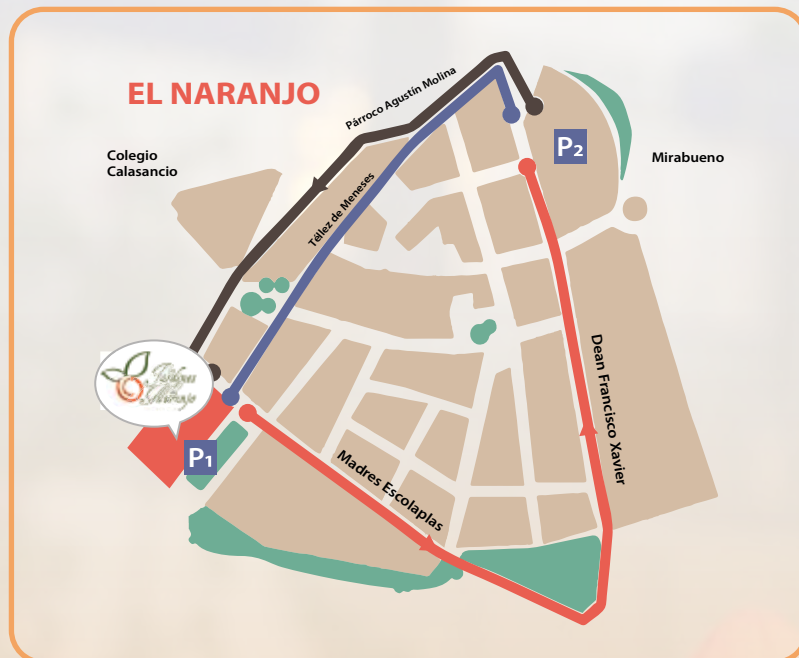 EL NARANJO
Párroco Agustín Molina
Colegio
Calasancio
P2
Mirabueno
Téllez de Meneses
Dean Francisco Xavier
P1
Madres Escolaplas